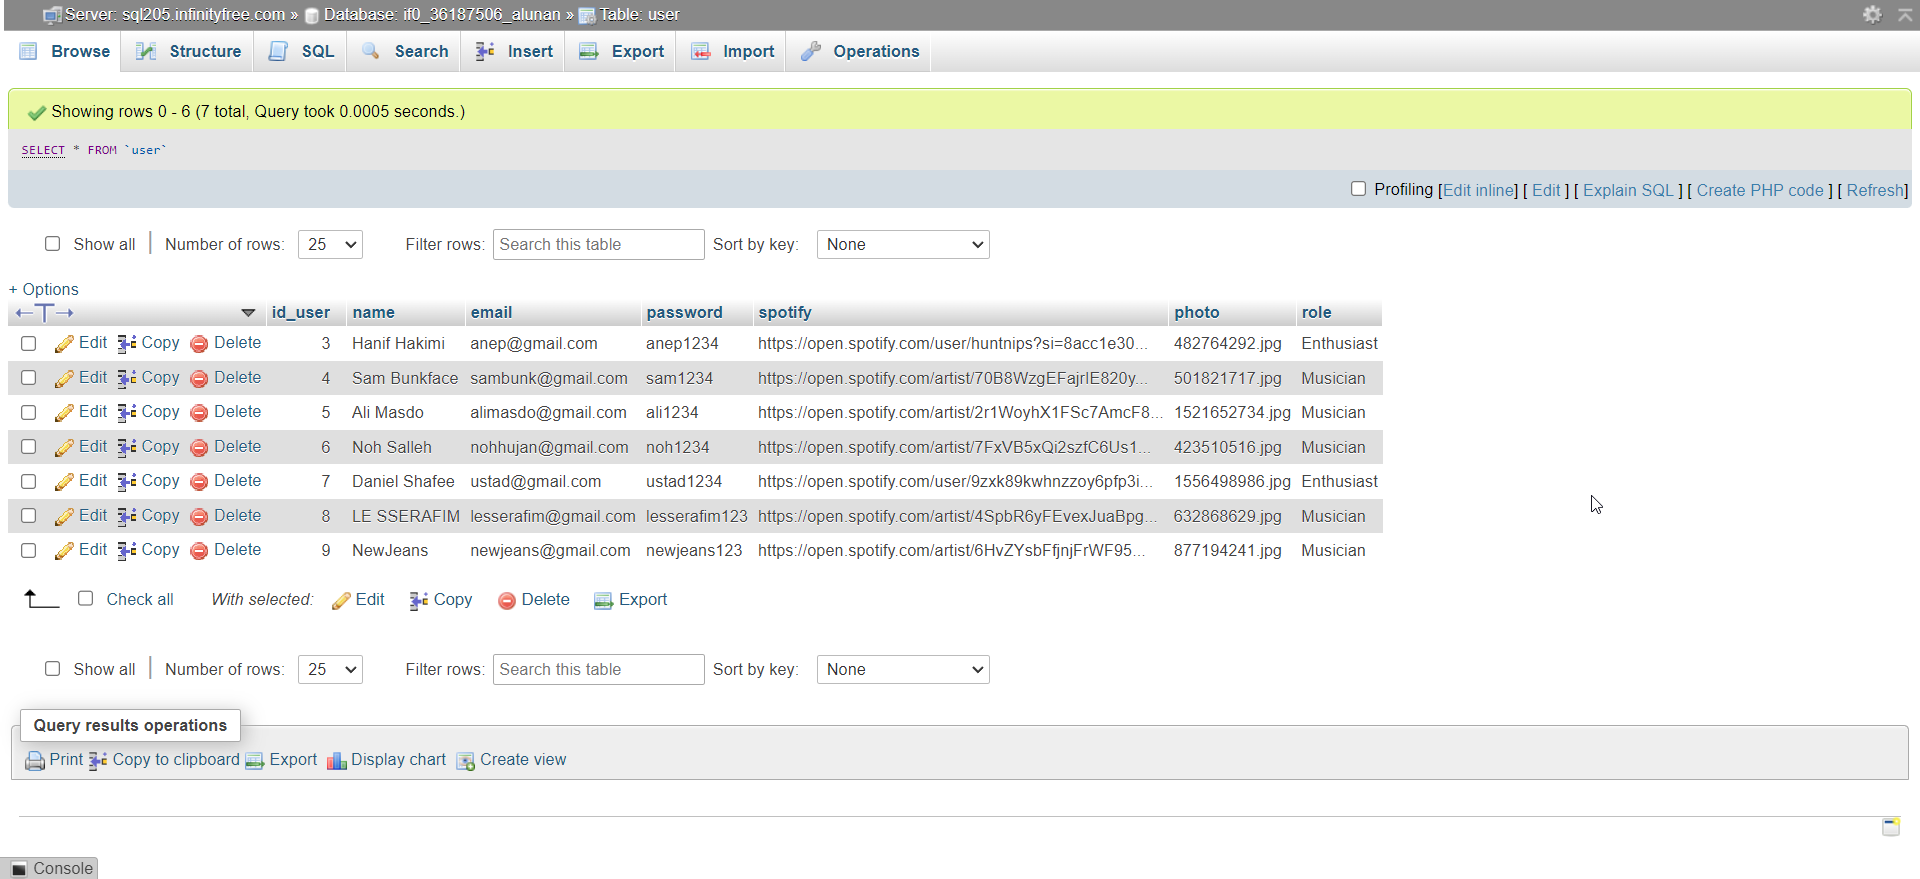 Server: sql205.infinityfree.com » Database: if0_36187506_alunan » Table: user
Browse Structure SQL Search Insert Export Import Operations
Showing rows 0 - 6 (7 total, Query took 0.0005 seconds.)
SELECT * FROM `user`
Profiling [Edit inline] [ Edit ] [ Explain SQL ] [ Create PHP code ] [ Refresh]
Show all | Number of rows: 25 Filter rows: Search this table Sort by key: None
+ Options
id_user name email password spotify photo role
Edit Copy Delete 3 Hanif Hakimi anep@gmail.com anep1234 https://open.spotify.com/user/huntnips?si=8acc1e30... 482764292.jpg Enthusiast
Edit Copy Delete 4 Sam Bunkface sambunk@gmail.com sam1234 https://open.spotify.com/artist/70B8WzgEFajrlE820y... 501821717.jpg Musician
Edit Copy Delete 5 Ali Masdo alimasdo@gmail.com ali1234 https://open.spotify.com/artist/2r1WoyhX1FSc7AmcF8... 1521652734.jpg Musician
Edit Copy Delete 6 Noh Salleh nohhujan@gmail.com noh1234 https://open.spotify.com/artist/7FxVB5xQi2szfC6Us1... 423510516.jpg Musician
Edit Copy Delete 7 Daniel Shafee ustad@gmail.com ustad1234 https://open.spotify.com/user/9zxk89kwhnzzoy6pfp3i... 1556498986.jpg Enthusiast
Edit Copy Delete 8 LE SSERAFIM lesserafim@gmail.com lesserafim123 https://open.spotify.com/artist/4SpbR6yFEvexJuaBpg... 632868629.jpg Musician
Edit Copy Delete 9 NewJeans newjeans@gmail.com newjeans123 https://open.spotify.com/artist/6HvZYsbFfjnjFrWF95... 877194241.jpg Musician
Check all With selected: Edit Copy Delete Export
Show all | Number of rows: 25 Filter rows: Search this table Sort by key: None
Query results operations
Print Copy to clipboard Export Display chart Create view
Console